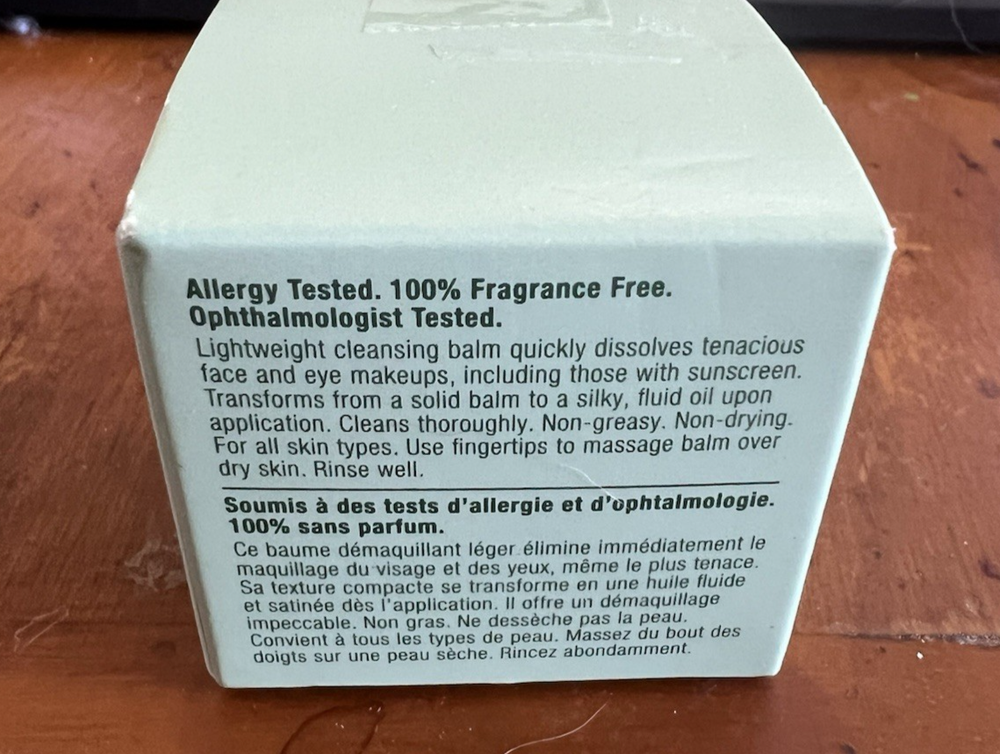 Allergy Tested. 100% Fragrance Free.
Ophthalmologist Tested.
Lightweight cleansing balm quickly dissolves tenacious
face and eye makeups, including those with sunscreen.
Transforms from a solid balm to a silky, fluid oil upon
application. Cleans thoroughly. Non-greasy. Non-drying.
For all skin types. Use fingertips to massage balm over
dry skin. Rinse well.
Soumis à des tests d'allergie et d'ophtalmologie.
100% sans parfum.
Ce baume démaquillant léger élimine immédiatement le
maquillage du visage et des yeux, même le plus tenace.
Sa texture compacte se transforme en une huile fluide
et satinée dès l'application. Il offre un démaquillage
impeccable. Non gras. Ne dessèche pas la peau.
Convient à tous les types de peau. Massez du bout des
doigts sur une peau sèche. Rincez abondamment.